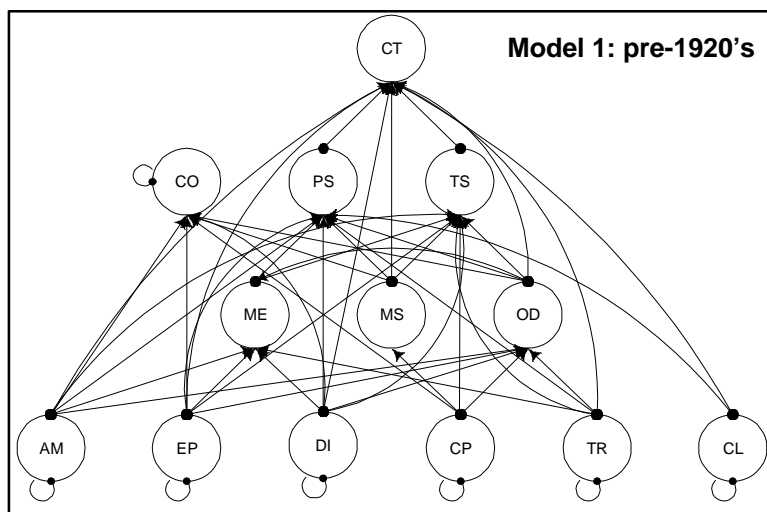 CT
Model 1: pre-1920's
CO PS TS
ME MS OD
AM EP DI CP TR CL